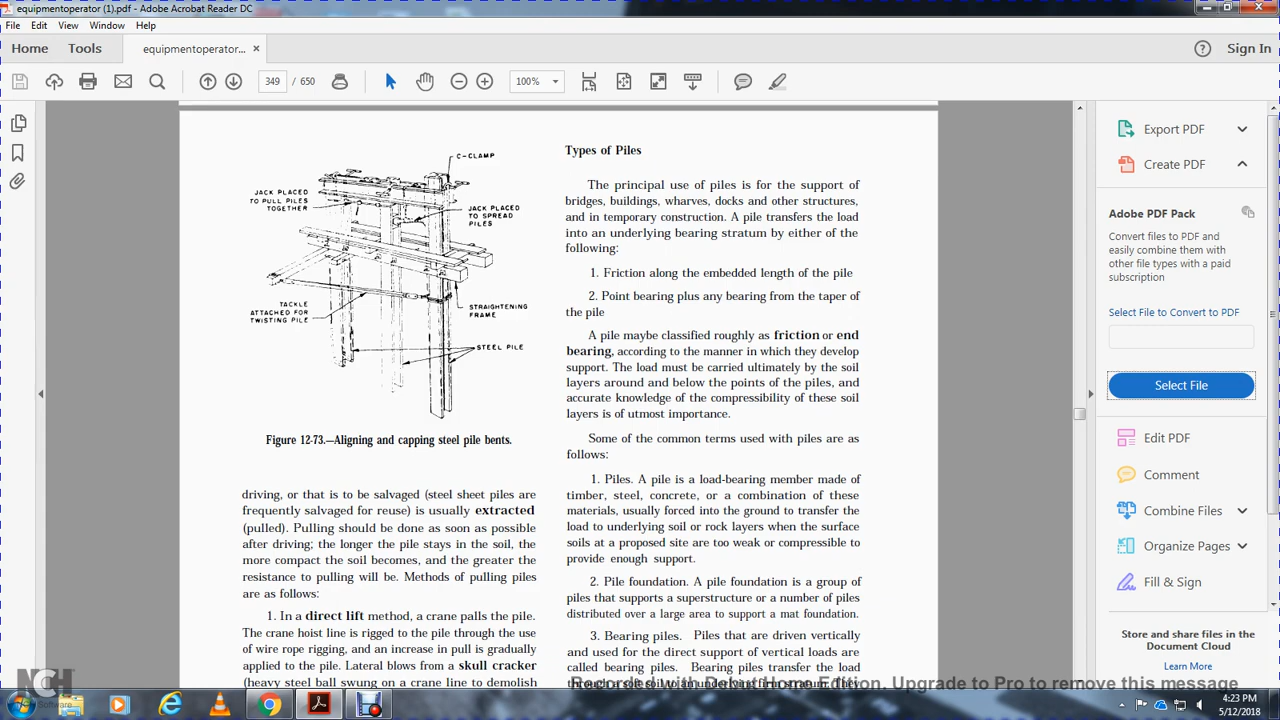 equipmentoperator (1).pdf - Adobe Acrobat Reader DC
File Edit View Window Help
Home Tools equipmentoperator... × Sign In
349 / 650 100%
C-CLAMP
JACK PLACED
TO PULL PILES
TOGETHER
JACK PLACED
TO SPREAD
PILES
TACKLE
ATTACHED FOR
TWISTING PILE
STRAIGHTENING
FRAME
STEEL PILE
Figure 12-73.—Aligning and capping steel pile bents.
driving, or that is to be salvaged (steel sheet piles are
frequently salvaged for reuse) is usually extracted
(pulled). Pulling should be done as soon as possible
after driving; the longer the pile stays in the soil, the
more compact the soil becomes, and the greater the
resistance to pulling will be. Methods of pulling piles
are as follows:
1. In a direct lift method, a crane palls the pile.
The crane hoist line is rigged to the pile through the use
of wire rope rigging, and an increase in pull is gradually
applied to the pile. Lateral blows from a skull cracker
(heavy steel ball swung on a crane line to demolish
Types of Piles
The principal use of piles is for the support of
bridges, buildings, wharves, docks and other structures,
and in temporary construction. A pile transfers the load
into an underlying bearing stratum by either of the
following:
1. Friction along the embedded length of the pile
2. Point bearing plus any bearing from the taper of
the pile
A pile maybe classified roughly as friction or end
bearing, according to the manner in which they develop
support. The load must be carried ultimately by the soil
layers around and below the points of the piles, and
accurate knowledge of the compressibility of these soil
layers is of utmost importance.
Some of the common terms used with piles are as
follows:
1. Piles. A pile is a load-bearing member made of
timber, steel, concrete, or a combination of these
materials, usually forced into the ground to transfer the
load to underlying soil or rock layers when the surface
soils at a proposed site are too weak or compressible to
provide enough support.
2. Pile foundation. A pile foundation is a group of
piles that supports a superstructure or a number of piles
distributed over a large area to support a mat foundation.
3. Bearing piles. Piles that are driven vertically
and used for the direct support of vertical loads are
called bearing piles. Bearing piles transfer the load
Export PDF
Create PDF
Adobe PDF Pack
Convert files to PDF and
easily combine them with
other file types with a paid
subscription
Select File to Convert to PDF
Select File
Edit PDF
Comment
Combine Files
Organize Pages
Fill & Sign
Store and share files in the
Document Cloud
Learn More
NCH
Home Edition. Upgrade to Pro to remove this message
4:23 PM
5/12/2018